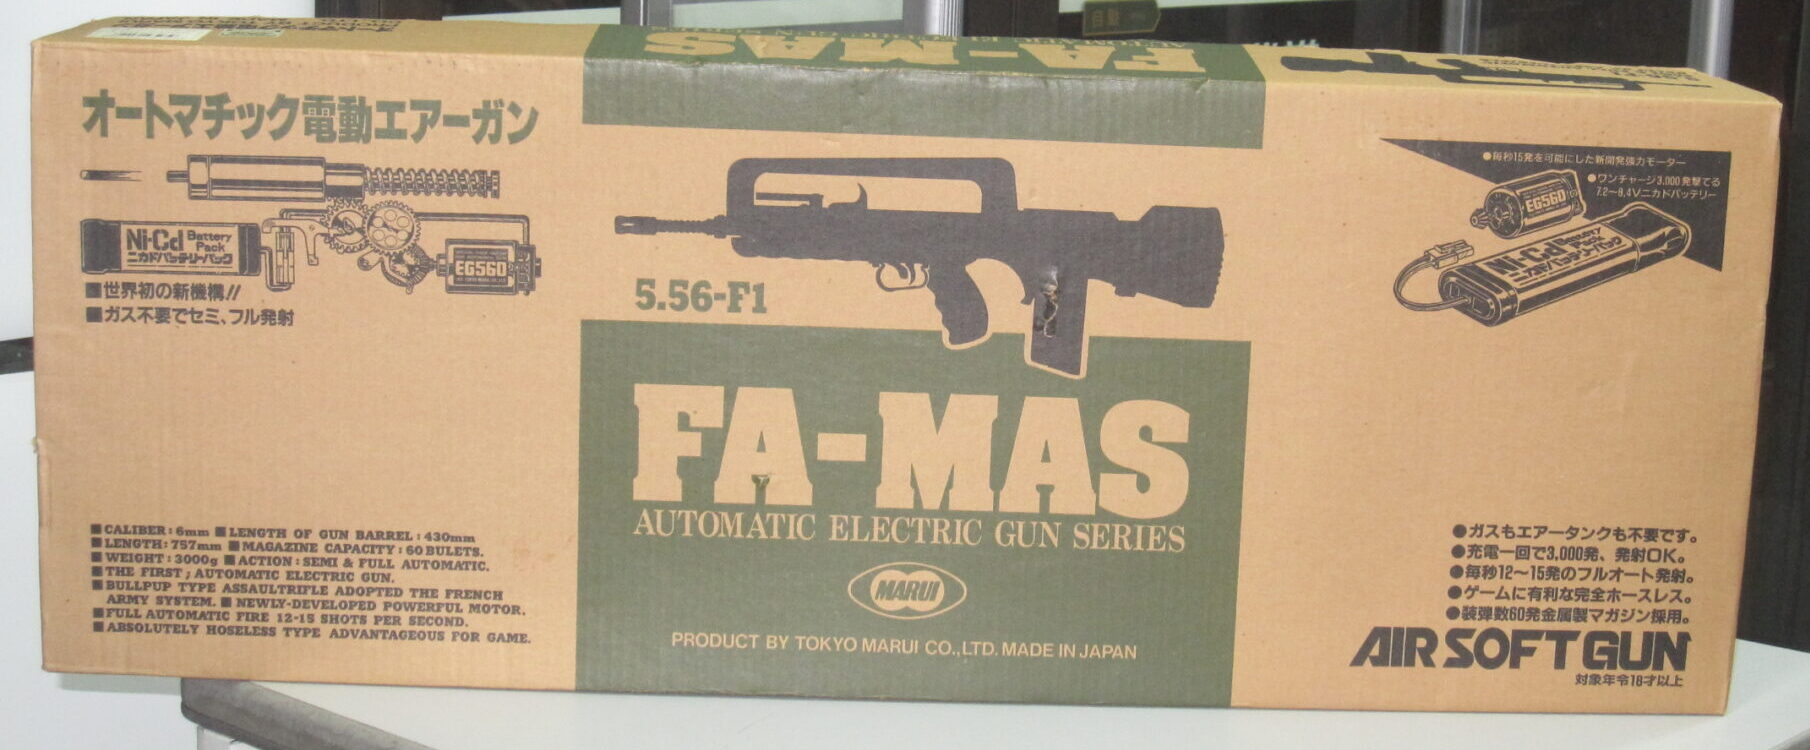 FA-MAS
オートマチック電動エアーガン
Ni-Cd Battery Pack
ニカドバッテリーパック
EG560
■世界初の新機構!!
■ガス不要でセミ、フル発射
■CALIBER:6mm ■LENGTH OF GUN BARREL:430mm
■LENGTH:757mm ■MAGAZINE CAPACITY:60 BULETS.
■WEIGHT:3000g ■ACTION:SEMI & FULL AUTOMATIC.
■THE FIRST, AUTOMATIC ELECTRIC GUN.
■BULLPUP TYPE ASSAULTRIFLE ADOPTED THE FRENCH
ARMY SYSTEM. ■NEWLY-DEVELOPED POWERFUL MOTOR.
■FULL AUTOMATIC FIRE 12-15 SHOTS PER SECOND.
■ABSOLUTELY HOSELESS TYPE ADVANTAGEOUS FOR GAME.
5.56-F1
FA-MAS
AUTOMATIC ELECTRIC GUN SERIES
MARUI
PRODUCT BY TOKYO MARUI CO.,LTD. MADE IN JAPAN
●毎秒15発を可能にした新開発強力モーター
●ワンチャージ3,000発撃てる
7.2〜8.4Vニカドバッテリー
EG560
Ni-Cd Battery Pack
ニカドバッテリーパック
●ガスもエアータンクも不要です。
●充電一回で3,000発、発射OK。
●毎秒12〜15発のフルオート発射。
●ゲームに有利な完全ホースレス。
●装弾数60発金属製マガジン採用。
AIR SOFT GUN
対象年令18才以上